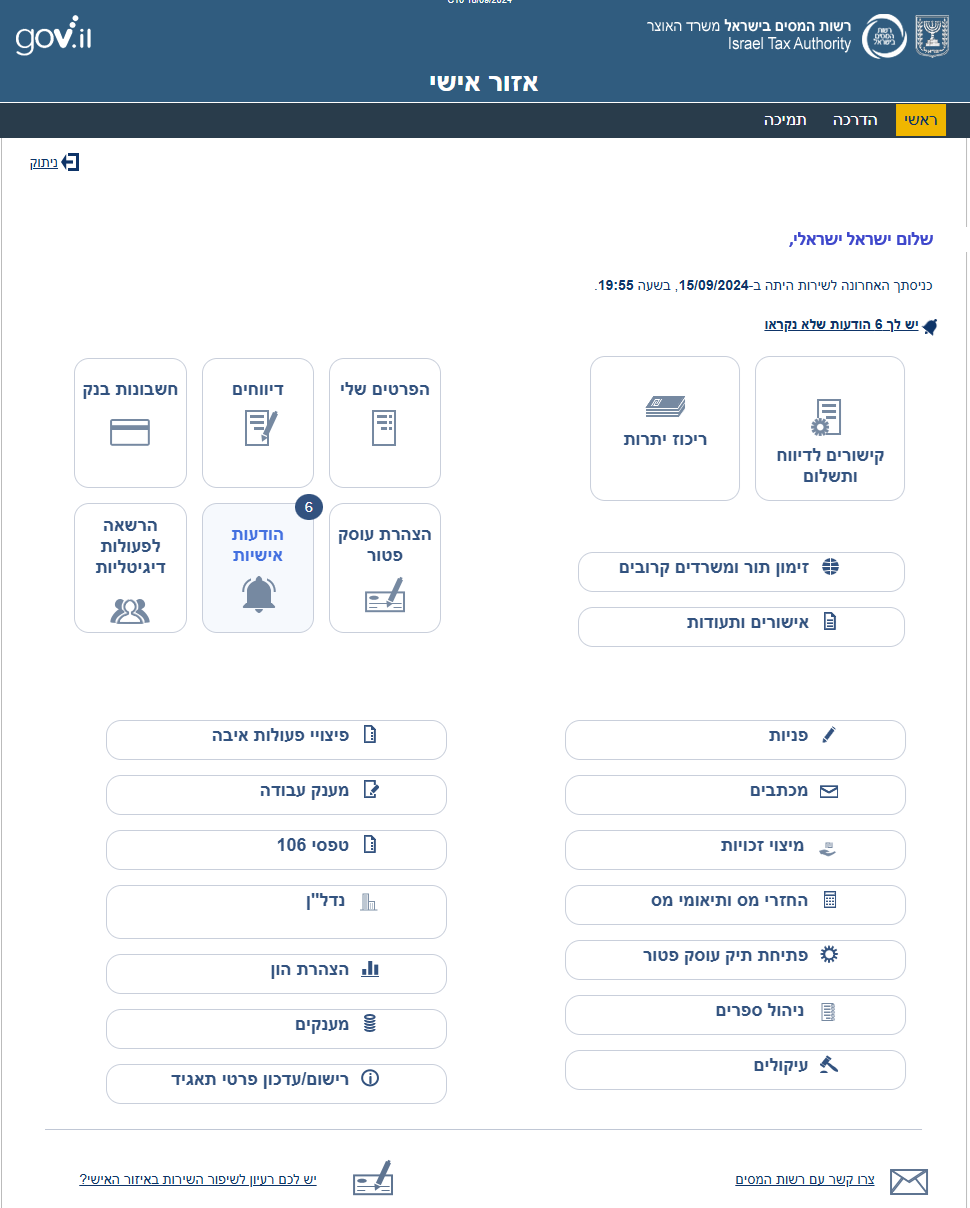 gov.il
רשות המסים בישראל משרד האוצר
Israel Tax Authority
רשות
המסים
בישראל
אזור אישי
ראשי
הדרכה
תמיכה
ניתוק
שלום ישראל ישראלי,
כניסתך האחרונה לשירות היתה ב-15/09/2024, בשעה 19:55.
יש לך 6 הודעות שלא נקראו
קישורים לדיווח
ותשלום
ריכוז יתרות
הפרטים שלי
דיווחים
חשבונות בנק
הצהרת עוסק
פטור
6
הודעות
אישיות
הרשאה
לפעולות
דיגיטליות
זימון תור ומשרדים קרובים
אישורים ותעודות
פניות
מכתבים
מיצוי זכויות
החזרי מס ותיאומי מס
פתיחת תיק עוסק פטור
ניהול ספרים
עיקולים
פיצויי פעולות איבה
מענק עבודה
טפסי 106
נדל"ן
הצהרת הון
מענקים
רישום/עדכון פרטי תאגיד
צרו קשר עם רשות המסים
יש לכם רעיון לשיפור השירות באיזור האישי?